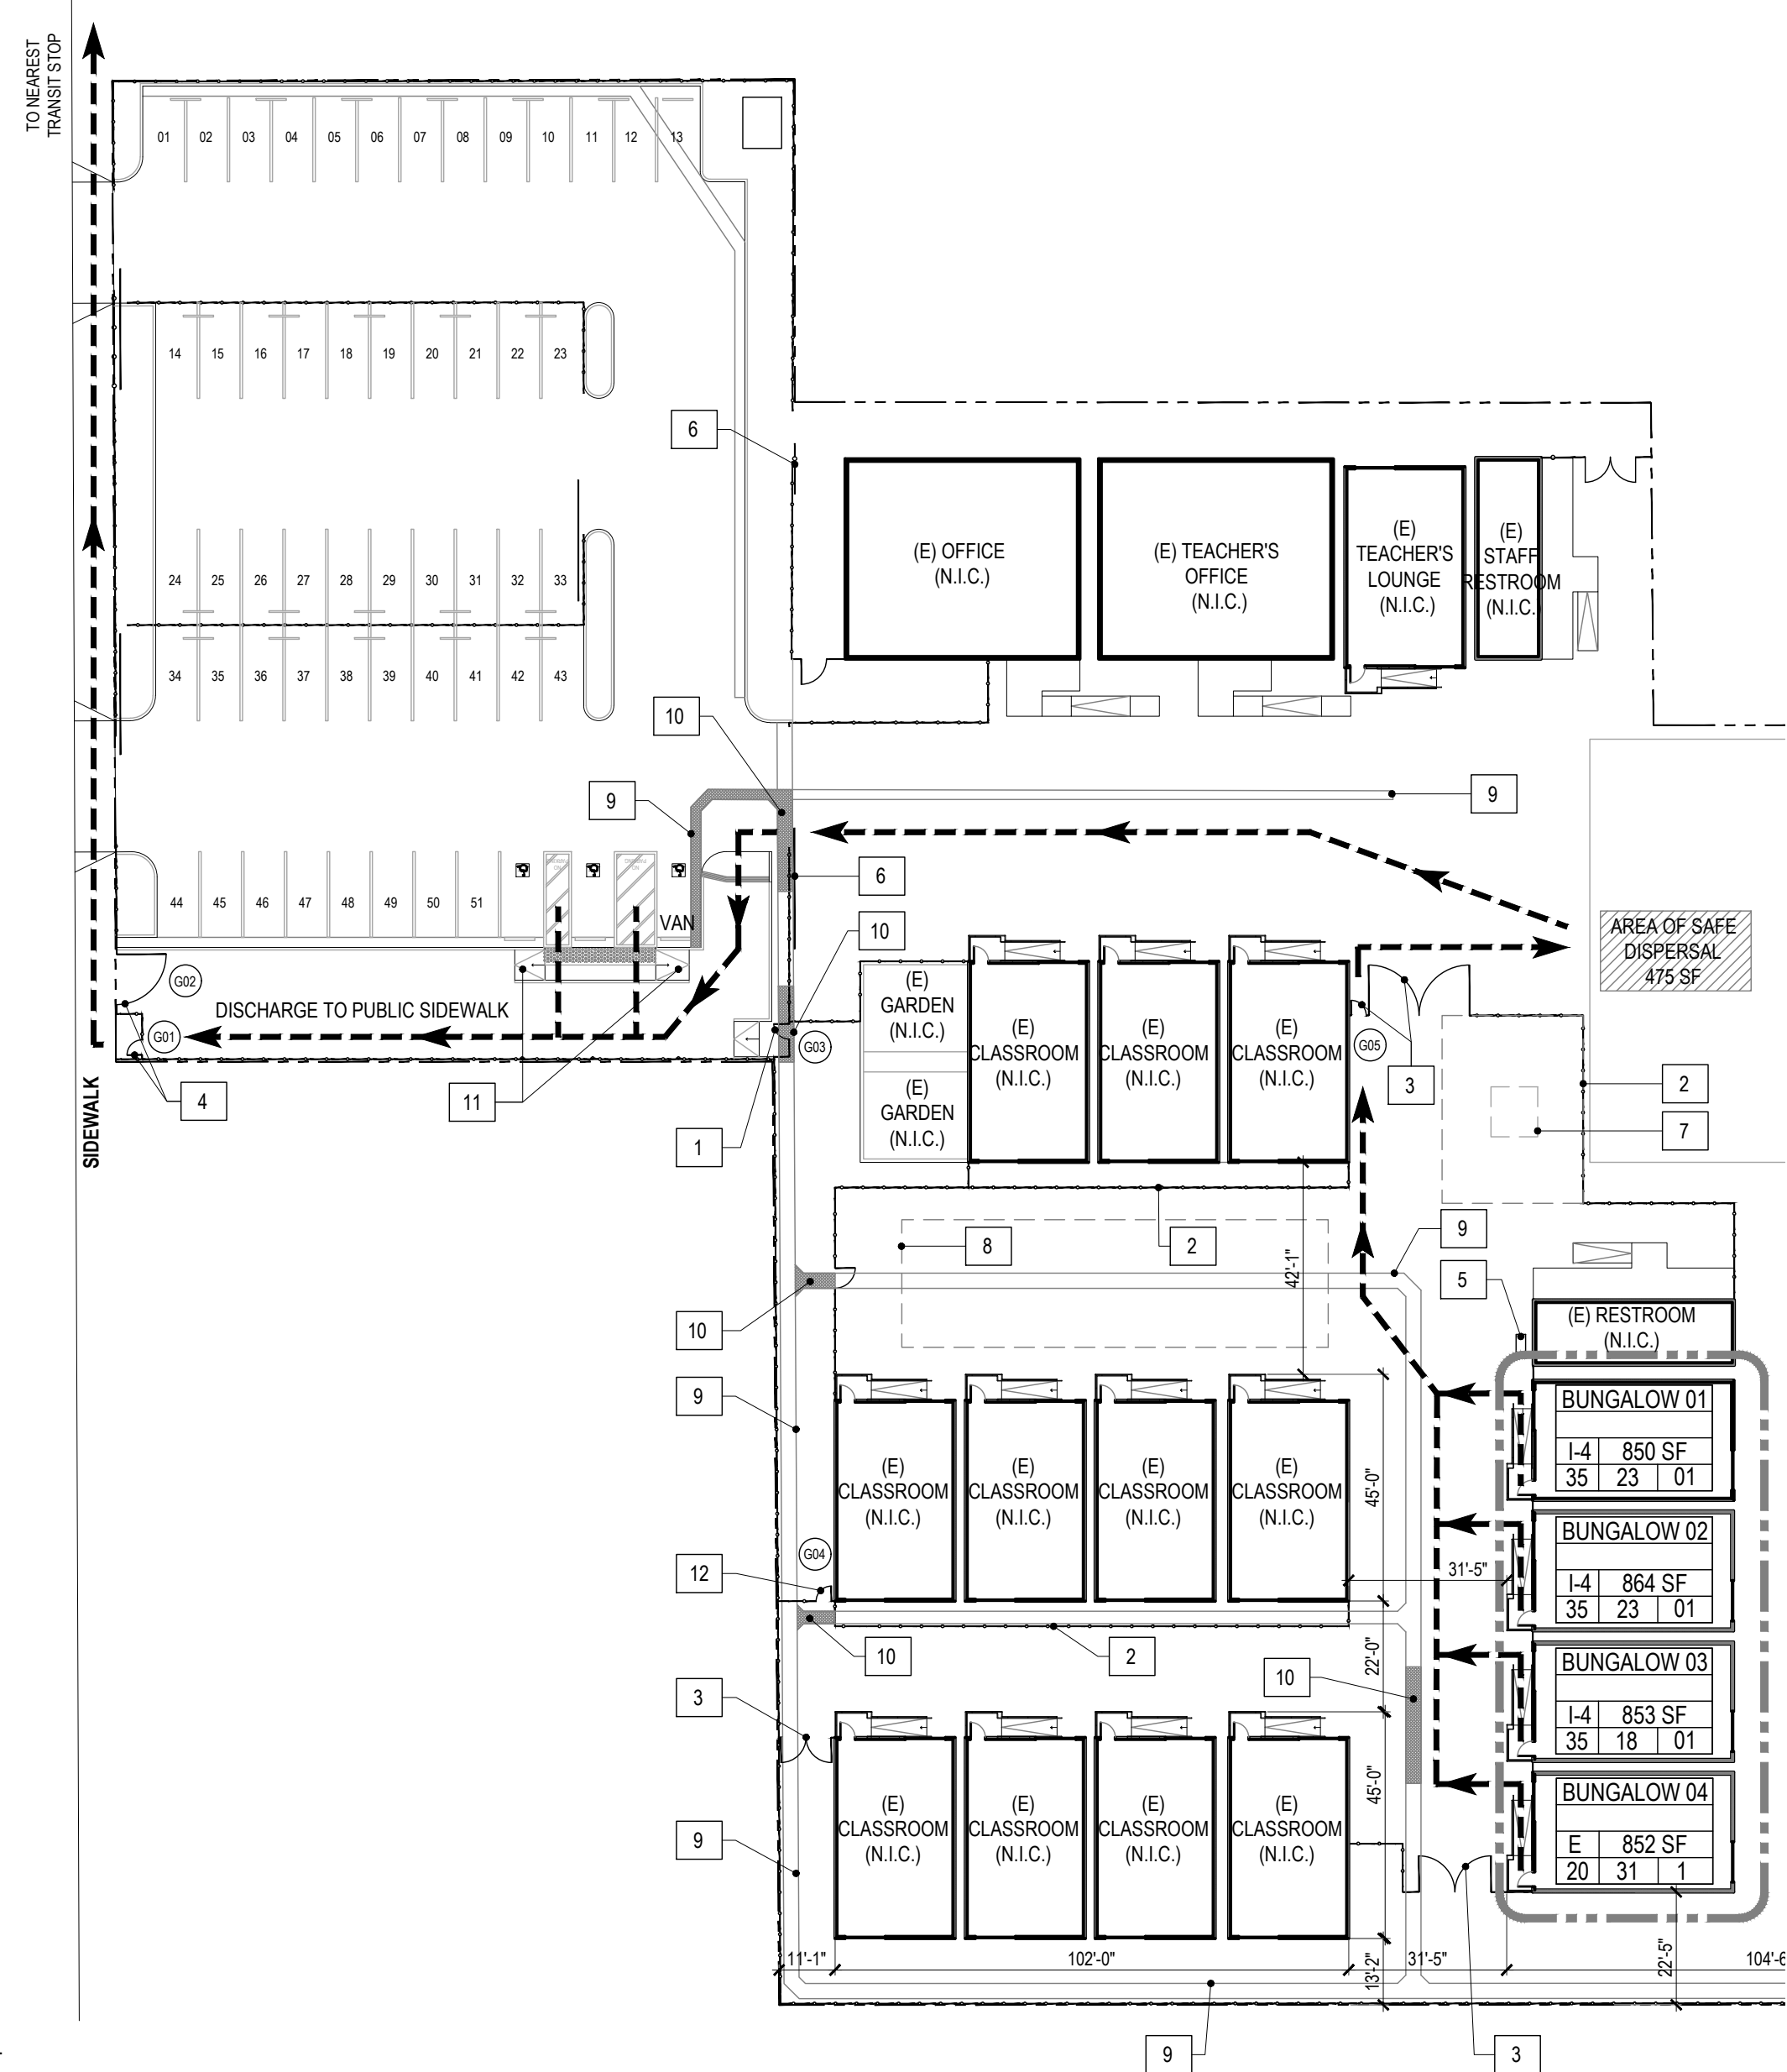 TO NEAREST
TRANSIT STOP
01 02 03 04 05 06 07 08 09 10 11 12 13
14 15 16 17 18 19 20 21 22 23
6
(E) OFFICE
(N.I.C.)
(E) TEACHER'S
OFFICE
(N.I.C.)
(E)
TEACHER'S
LOUNGE
(N.I.C.)
(E)
STAFF
RESTROOM
(N.I.C.)
24 25 26 27 28 29 30 31 32 33
34 35 36 37 38 39 40 41 42 43
10
9
9
6
44 45 46 47 48 49 50 51
NO
PARKING
NO
PARKING
VAN
10
AREA OF SAFE
DISPERSAL
475 SF
G02
DISCHARGE TO PUBLIC SIDEWALK
G01
G03
G05
(E)
GARDEN
(N.I.C.)
(E)
GARDEN
(N.I.C.)
(E)
CLASSROOM
(N.I.C.)
(E)
CLASSROOM
(N.I.C.)
(E)
CLASSROOM
(N.I.C.)
SIDEWALK
4
11
1
3
2
7
8
2
42'-1"
9
5
10
(E) RESTROOM
(N.I.C.)
9
(E)
CLASSROOM
(N.I.C.)
(E)
CLASSROOM
(N.I.C.)
(E)
CLASSROOM
(N.I.C.)
(E)
CLASSROOM
(N.I.C.)
45'-0"
BUNGALOW 01
I-4 850 SF
35 23 01
G04
12
31'-5"
BUNGALOW 02
I-4 864 SF
35 23 01
10
2
22'-0"
10
3
BUNGALOW 03
I-4 853 SF
35 18 01
9
(E)
CLASSROOM
(N.I.C.)
(E)
CLASSROOM
(N.I.C.)
(E)
CLASSROOM
(N.I.C.)
(E)
CLASSROOM
(N.I.C.)
45'-0"
BUNGALOW 04
E 852 SF
20 31 1
11'-1"
102'-0"
13'-2"
31'-5"
22'-5"
104'-6
9
3